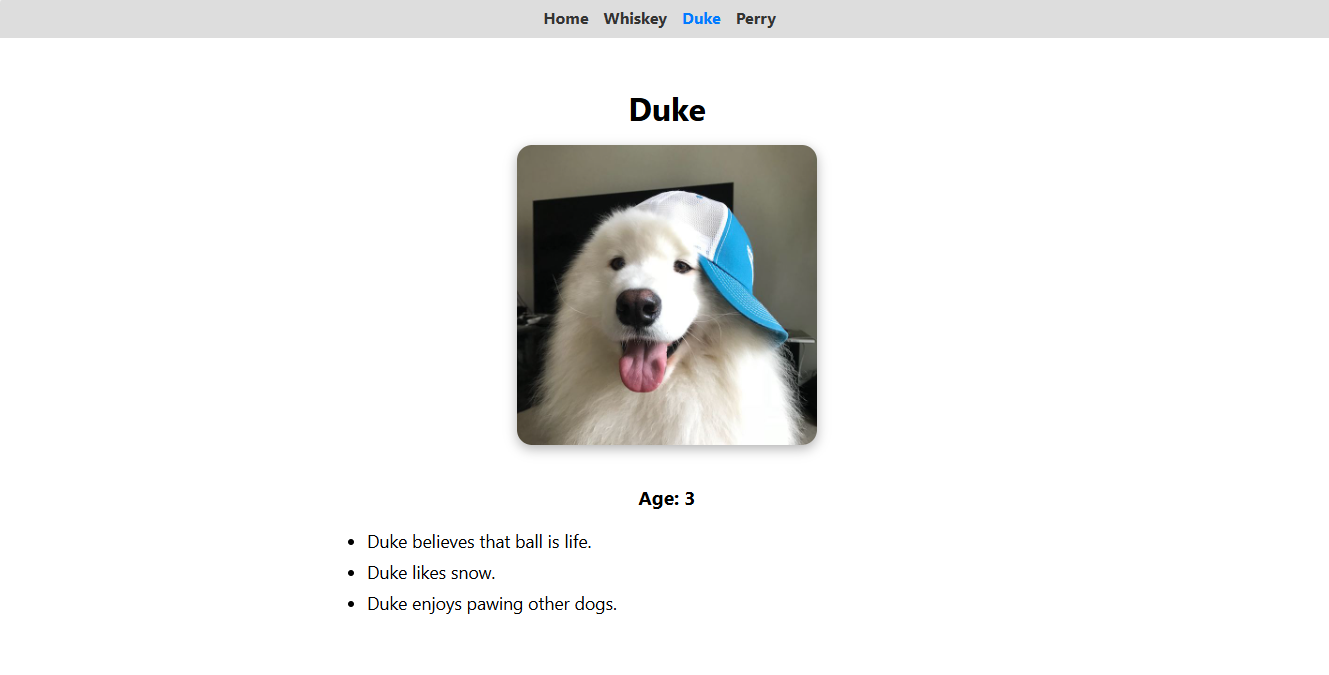 Home Whiskey Duke Perry
Duke
Age: 3
• Duke believes that ball is life.
• Duke likes snow.
• Duke enjoys pawing other dogs.